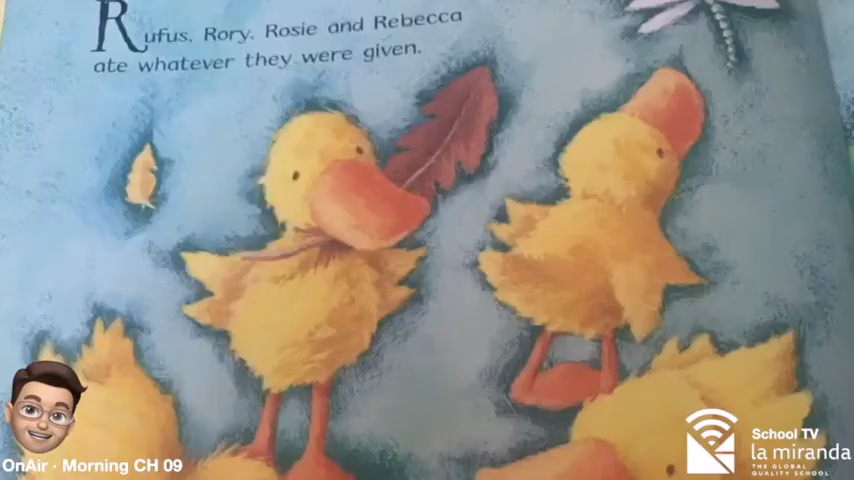 Rufus, Rory, Rosie and Rebecca
ate whatever they were given.
OnAir · Morning CH 09
School TV
la miranda
THE GLOBAL
QUALITY SCHOOL